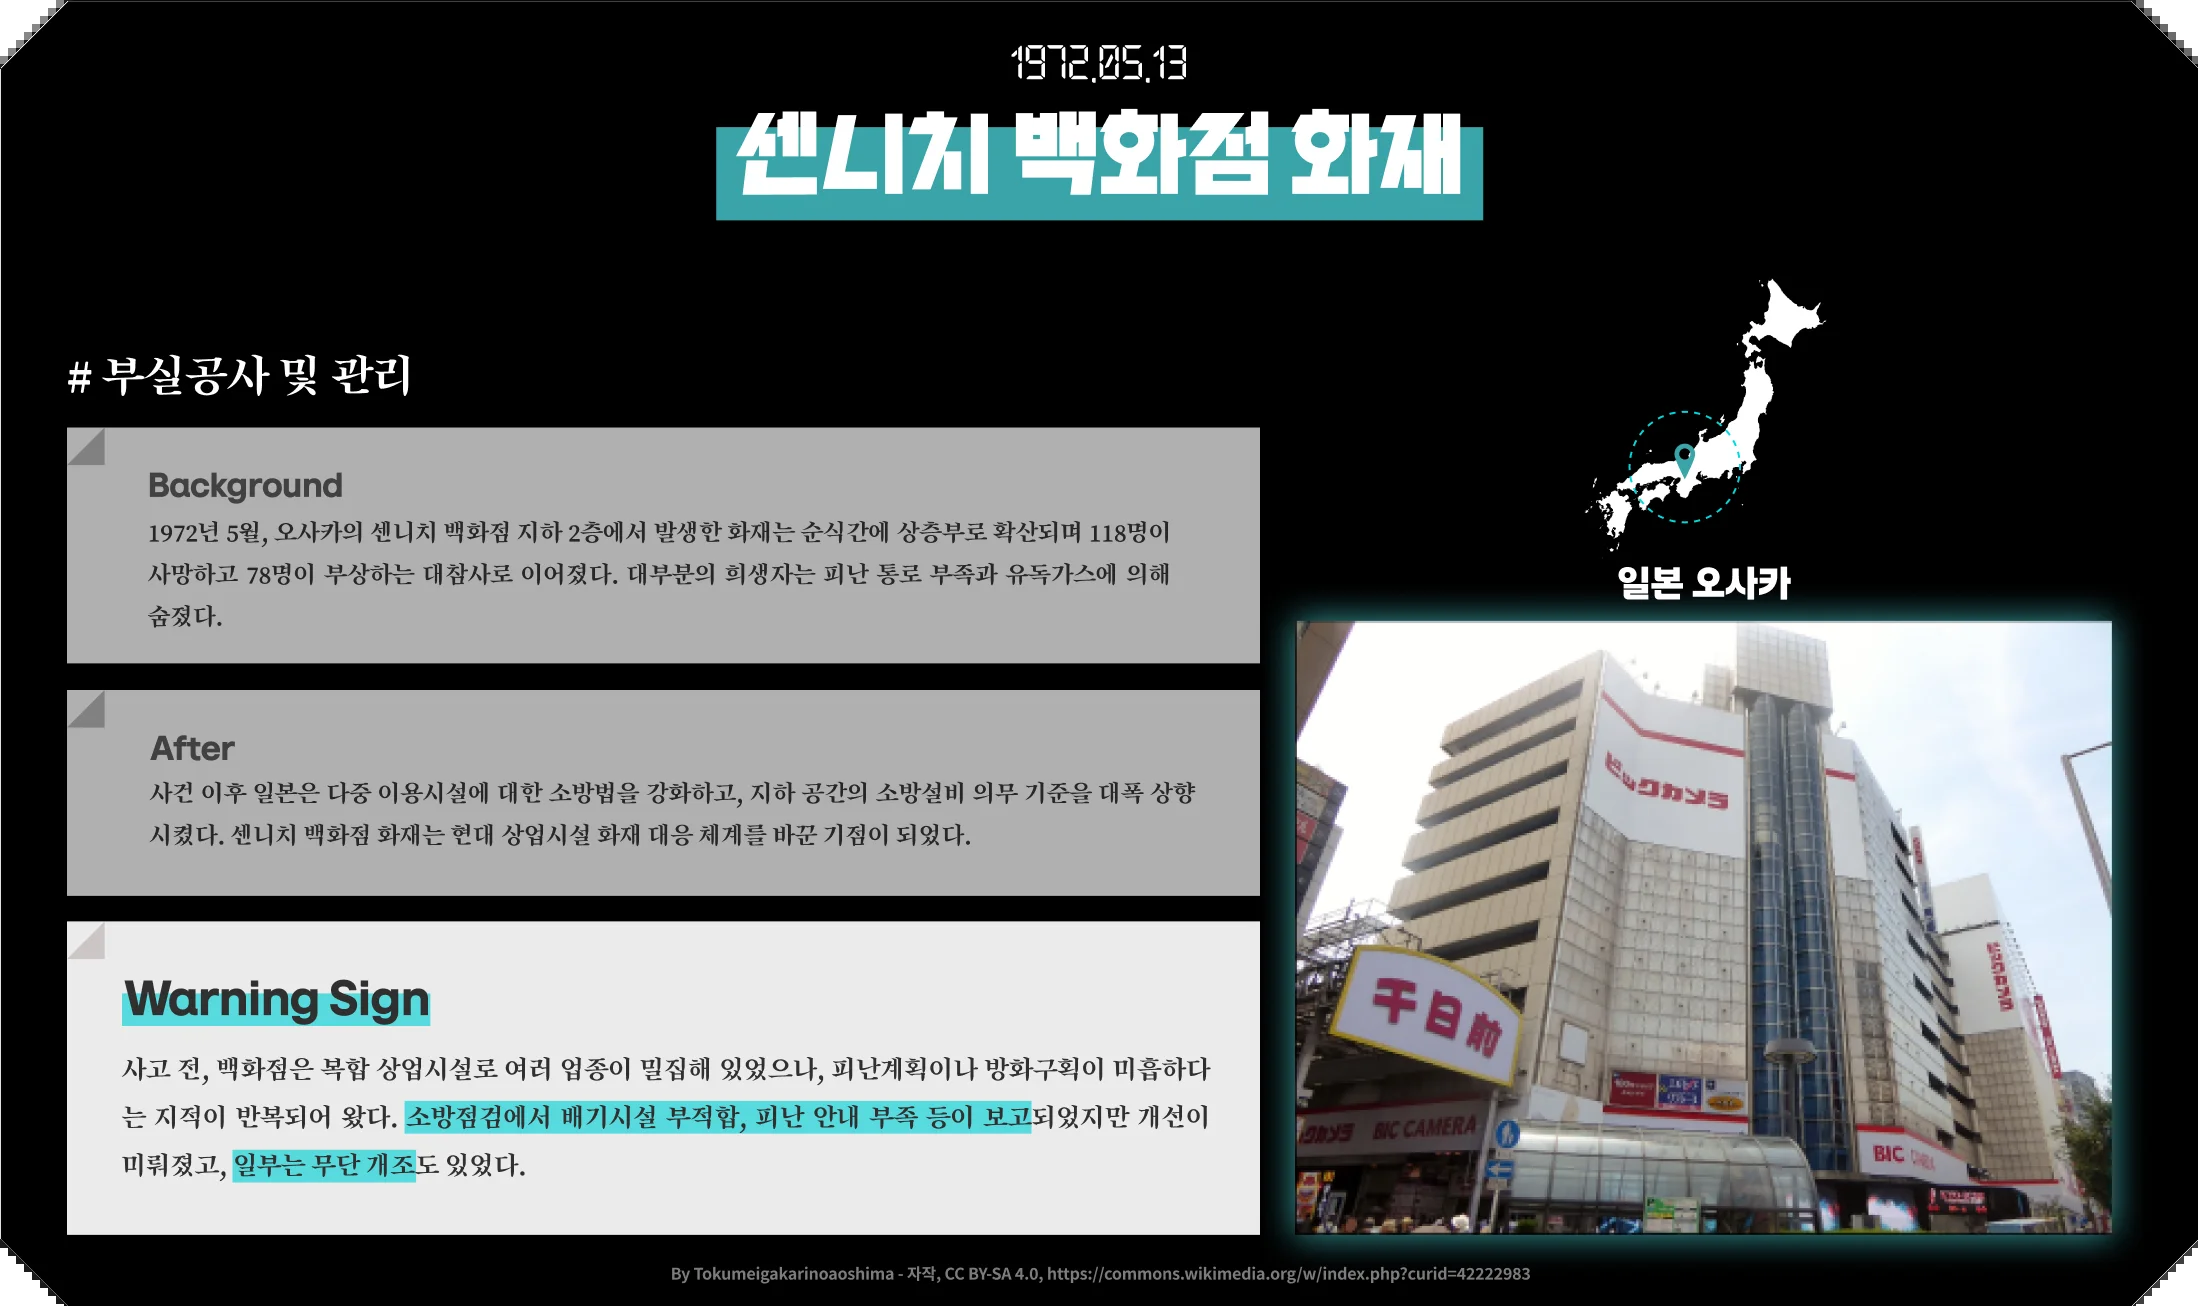 1972.05.13
센니치 백화점 화재
# 부실공사 및 관리
Background
1972년 5월, 오사카의 센니치 백화점 지하 2층에서 발생한 화재는 순식간에 상층부로 확산되며 118명이
사망하고 78명이 부상하는 대참사로 이어졌다. 대부분의 희생자는 피난 통로 부족과 유독가스에 의해
숨졌다.
After
사건 이후 일본은 다중 이용시설에 대한 소방법을 강화하고, 지하 공간의 소방설비 의무 기준을 대폭 상향
시켰다. 센니치 백화점 화재는 현대 상업시설 화재 대응 체계를 바꾼 기점이 되었다.
Warning Sign
사고 전, 백화점은 복합 상업시설로 여러 업종이 밀집해 있었으나, 피난계획이나 방화구획이 미흡하다
는 지적이 반복되어 왔다. 소방점검에서 배기시설 부적합, 피난 안내 부족 등이 보고되었지만 개선이
미뤄졌고, 일부는 무단 개조도 있었다.
일본 오사카
ビックカメラ
ビックカメラ
千日前
ックカメラ BIC CAMERA
BIC CAMERA
By Tokumeigakarinoaoshima - 자작, CC BY-SA 4.0, https://commons.wikimedia.org/w/index.php?curid=42222983